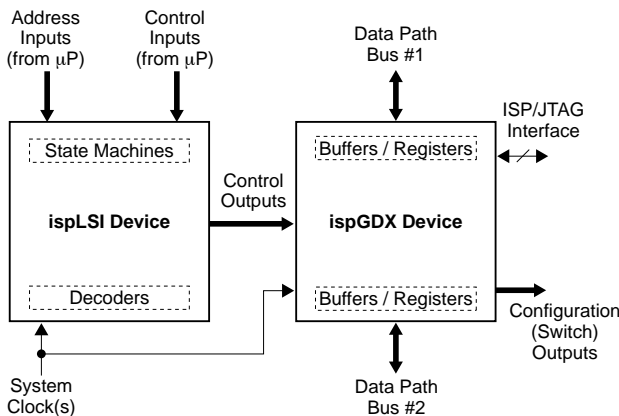 Address
Inputs
(from μP)
Control
Inputs
(from μP)
Data Path
Bus #1
ISP/JTAG
Interface
State Machines
Buffers / Registers
Control
Outputs
ispLSI Device
ispGDX Device
Decoders
Buffers / Registers
Configuration
(Switch)
Outputs
System
Clock(s)
Data Path
Bus #2